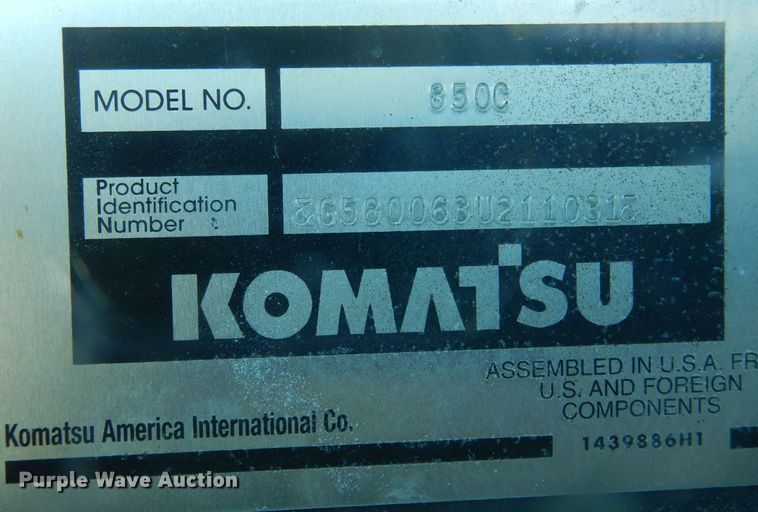 MODEL NO. 850C
Product
Identification
Number &G580068U211031&
KOMATSU
ASSEMBLED IN U.S.A. FR
U.S. AND FOREIGN
COMPONENTS
Komatsu America International Co.
1439886H1
Purple Wave Auction